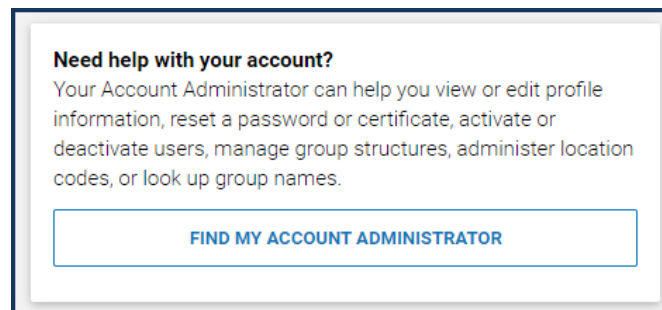 Need help with your account?
Your Account Administrator can help you view or edit profile
information, reset a password or certificate, activate or
deactivate users, manage group structures, administer location
codes, or look up group names.
FIND MY ACCOUNT ADMINISTRATOR